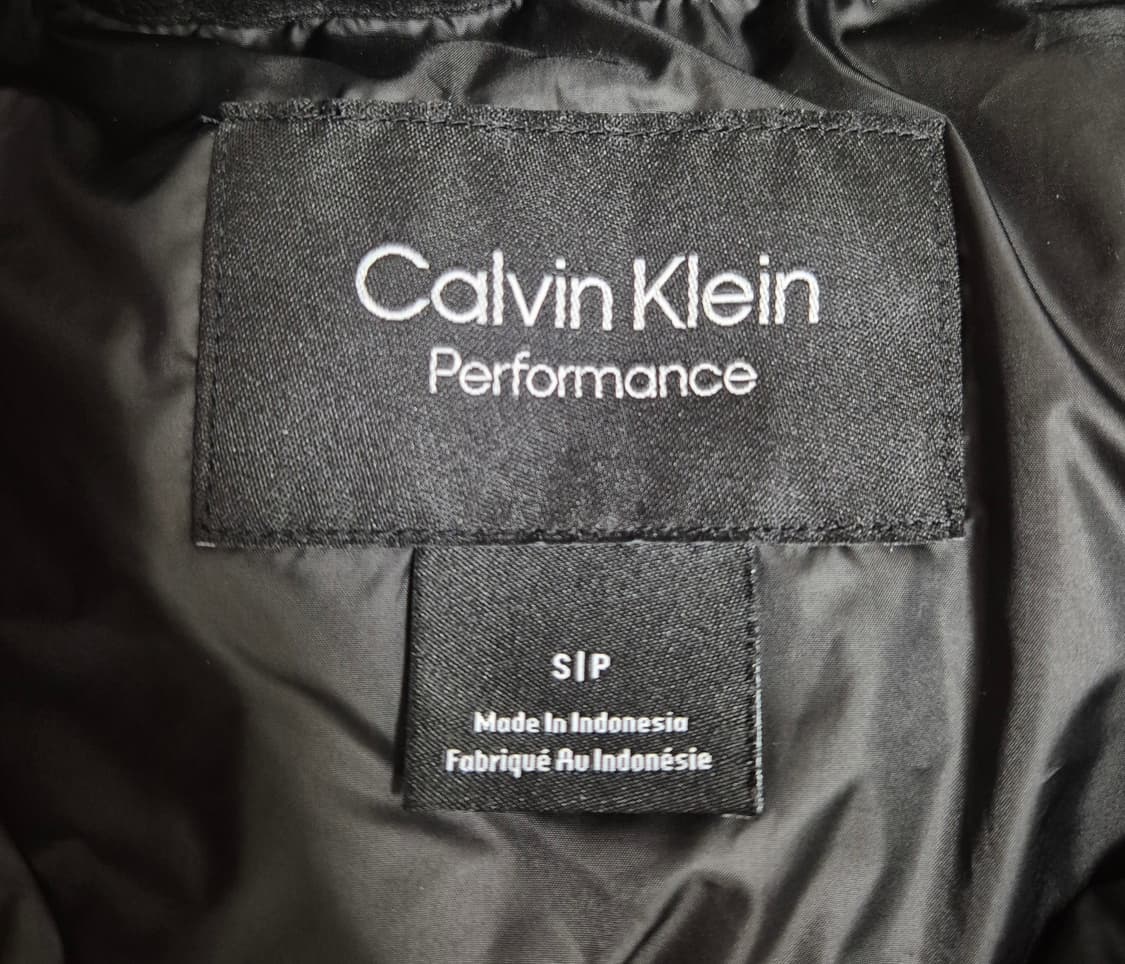 Calvin Klein
Performance
S|P
Made In Indonesia
Fabriqué Au Indonésie